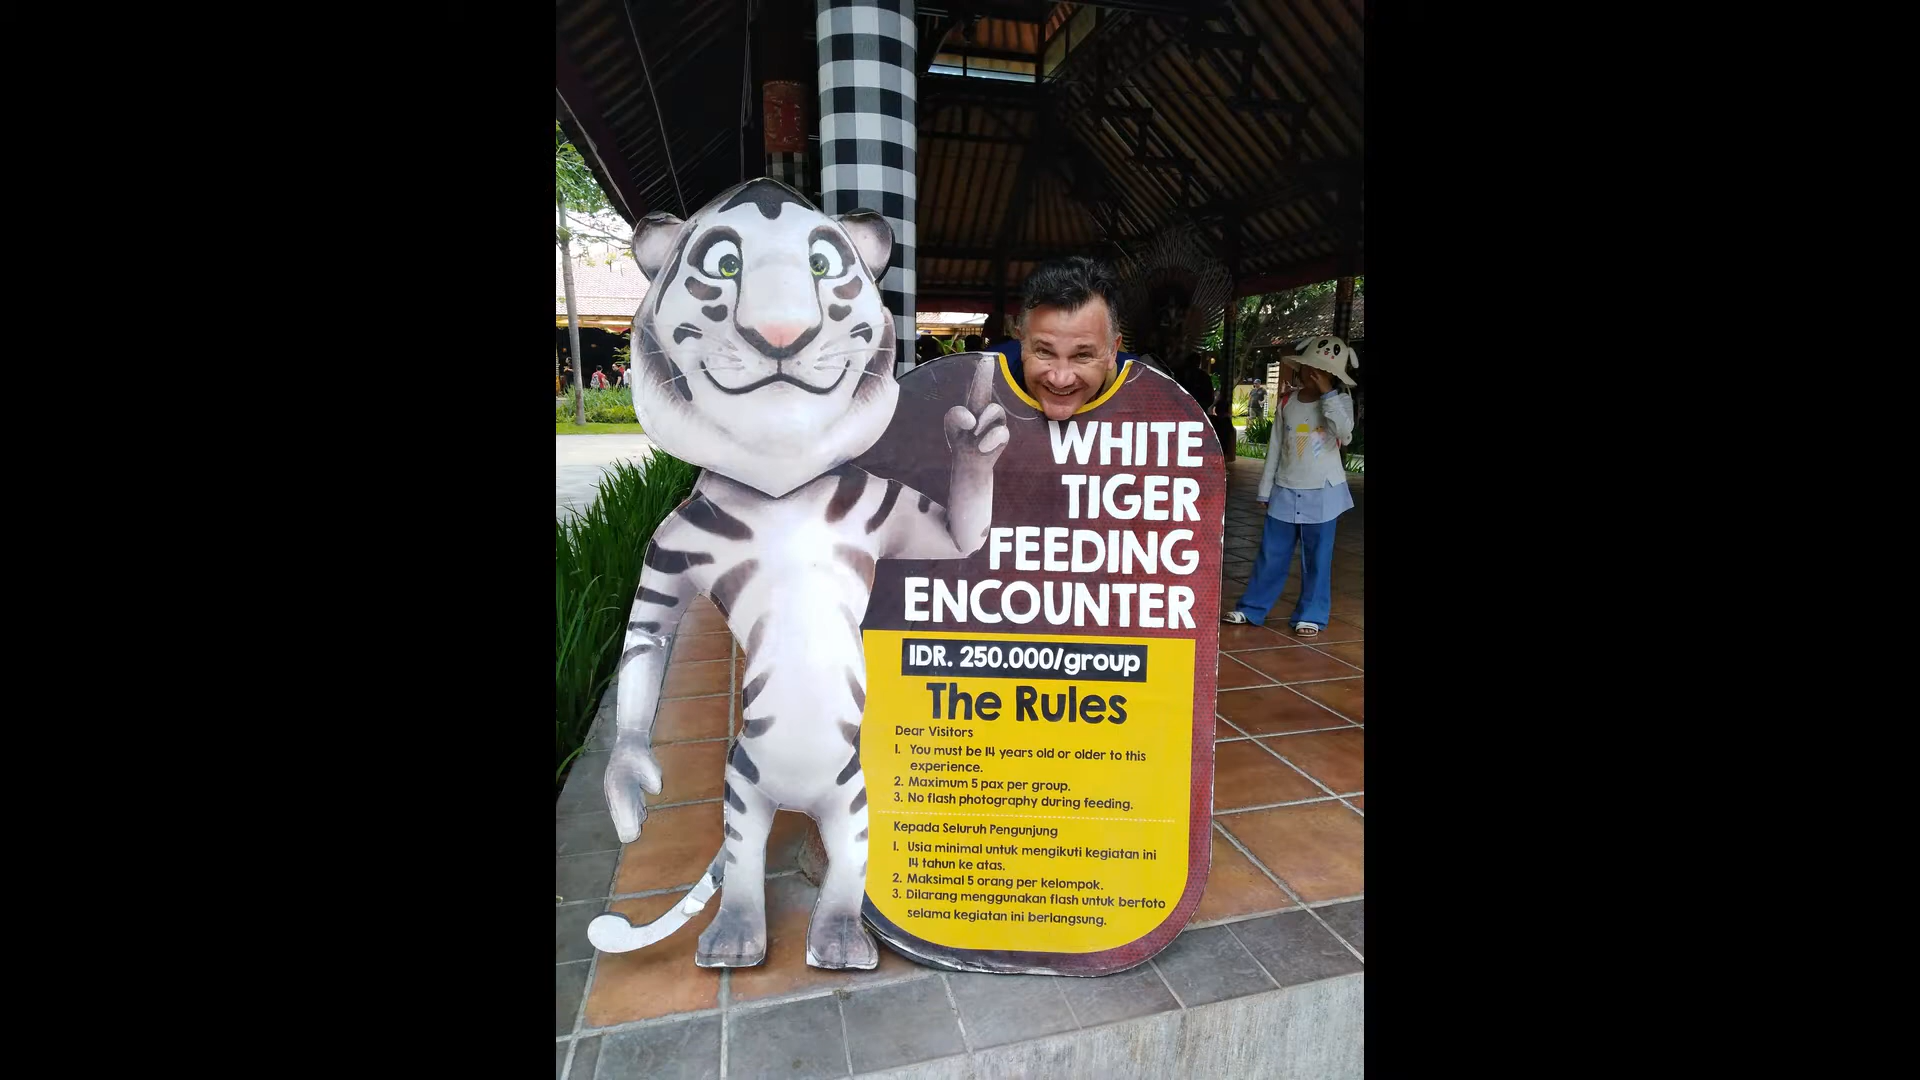 WHITE
TIGER
FEEDING
ENCOUNTER
IDR. 250.000/group
The Rules
Dear Visitors
1. You must be 14 years old or older to this
experience.
2. Maximum 5 pax per group.
3. No flash photography during feeding.
Kepada Seluruh Pengunjung
1. Usia minimal untuk mengikuti kegiatan ini
14 tahun ke atas.
2. Maksimal 5 orang per kelompok.
3. Dilarang menggunakan flash untuk berfoto
selama kegiatan ini berlangsung.